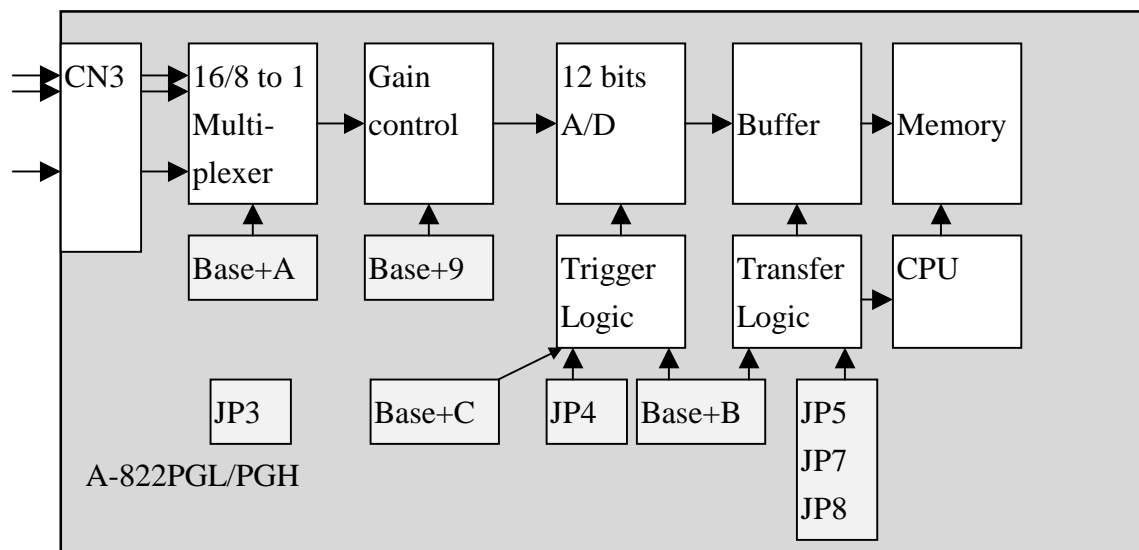 CN3
16/8 to 1
Multi-
plexer
Gain
control
12 bits
A/D
Buffer
Memory
Base+A
Base+9
Trigger
Logic
Transfer
Logic
CPU
JP3
Base+C
JP4
Base+B
JP5
JP7
JP8
A-822PGL/PGH